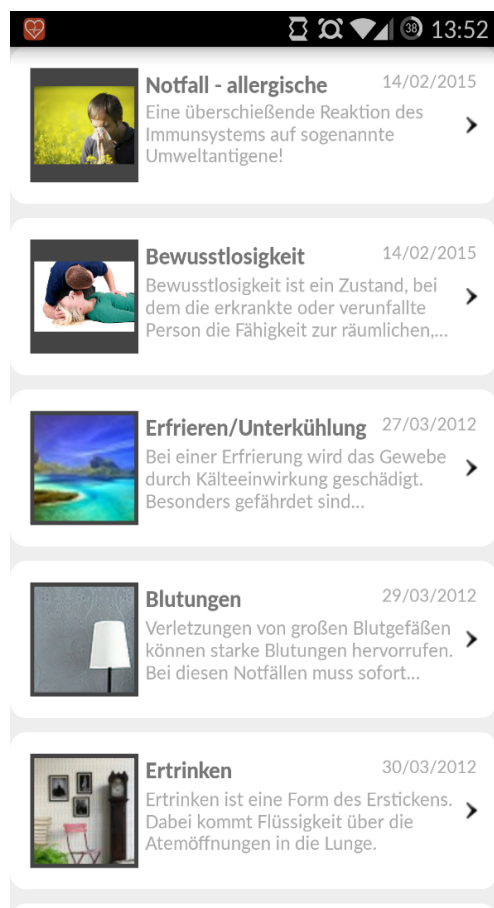 38 13:52
Notfall - allergische 14/02/2015
Eine überschießende Reaktion des
Immunsystems auf sogenannte
Umweltantigene!
Bewusstlosigkeit 14/02/2015
Bewusstlosigkeit ist ein Zustand, bei
dem die erkrankte oder verunfallte
Person die Fähigkeit zur räumlichen,...
Erfrieren/Unterkühlung 27/03/2012
Bei einer Erfrierung wird das Gewebe
durch Kälteeinwirkung geschädigt.
Besonders gefährdet sind...
Blutungen 29/03/2012
Verletzungen von großen Blutgefäßen
können starke Blutungen hervorrufen.
Bei diesen Notfällen muss sofort...
Ertrinken 30/03/2012
Ertrinken ist eine Form des Erstickens.
Dabei kommt Flüssigkeit über die
Atemöffnungen in die Lunge.